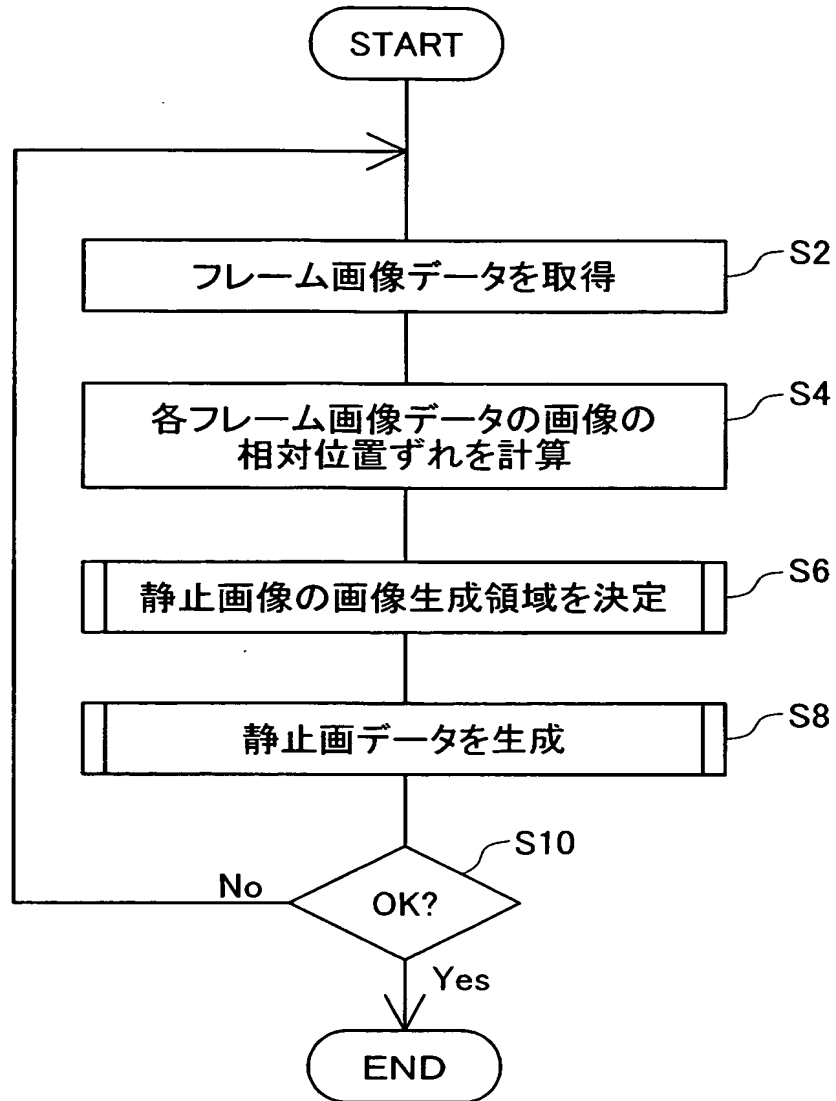 START
フレーム画像データを取得
S2
各フレーム画像データの画像の
相対位置ずれを計算
S4
静止画像の画像生成領域を決定
S6
静止画データを生成
S8
OK?
S10
No
Yes
END